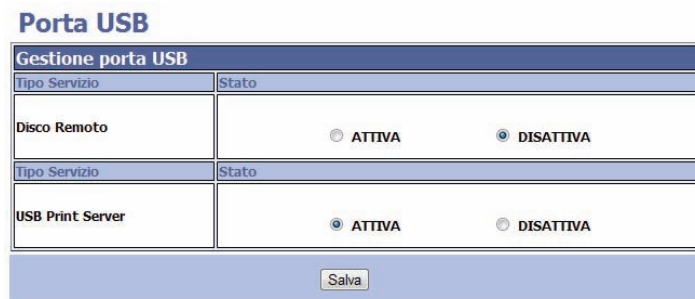 Porta USB
Gestione porta USB
Tipo Servizio Stato
Disco Remoto ATTIVA DISATTIVA
Tipo Servizio Stato
USB Print Server ATTIVA DISATTIVA
Salva